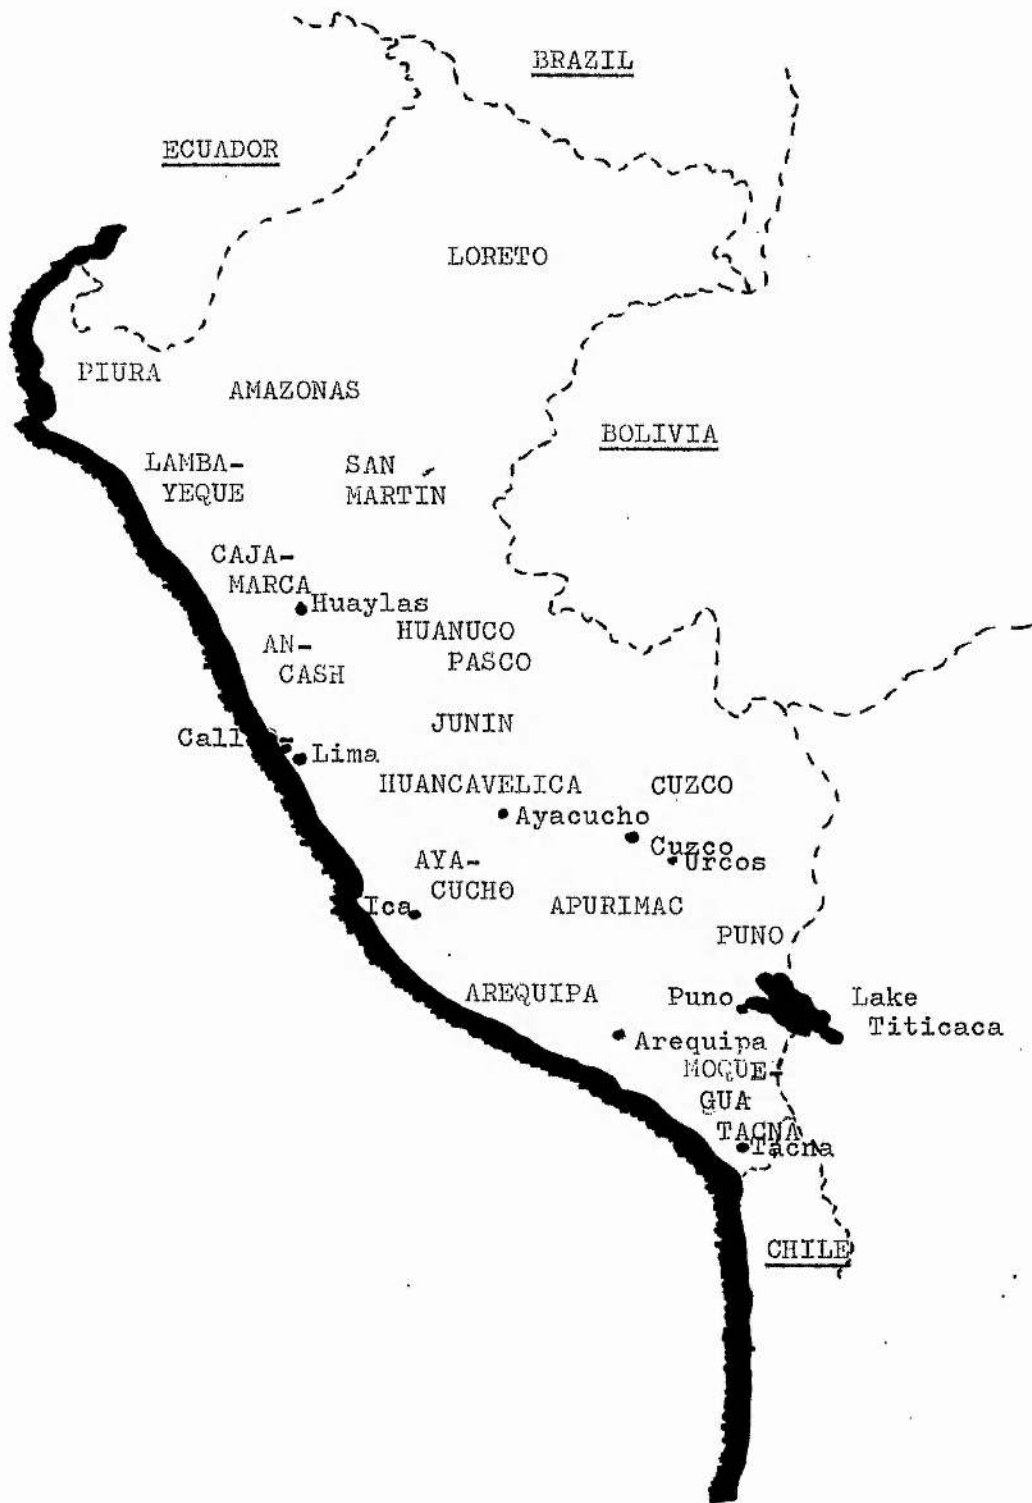 BRAZIL
ECUADOR
LORETO
PIURA
AMAZONAS
BOLIVIA
LAMBA-
YEQUE
SAN
MARTIN
CAJA-
MARCA
Huaylas
HUANUCO
PASCO
AN-
CASH
JUNIN
Lima
HUANCAVELICA
CUZCO
Ayacucho
Cuzco
Urcos
AYA-
CUCHO
Ica
APURIMAC
PUNO
AREQUIPA
Puno
Lake
Titicaca
Arequipa
MOQUE-
GUA
TACNA
Tacna
CHILE